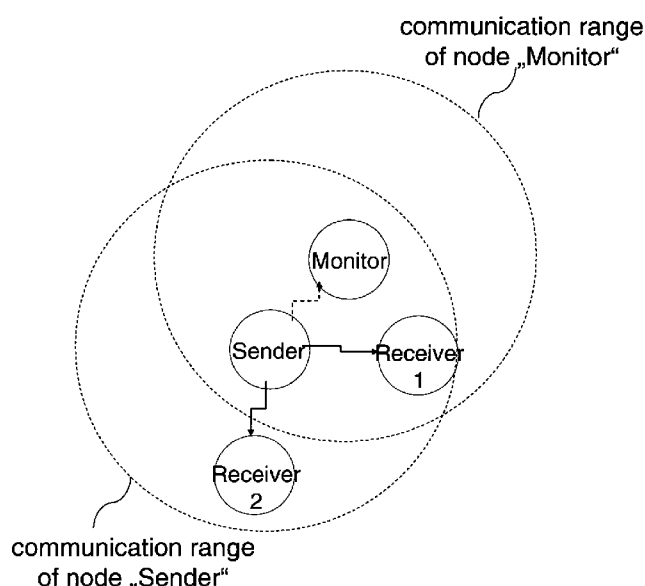 communication range
of node „Monitor“
Monitor
Sender
Receiver
1
Receiver
2
communication range
of node „Sender“